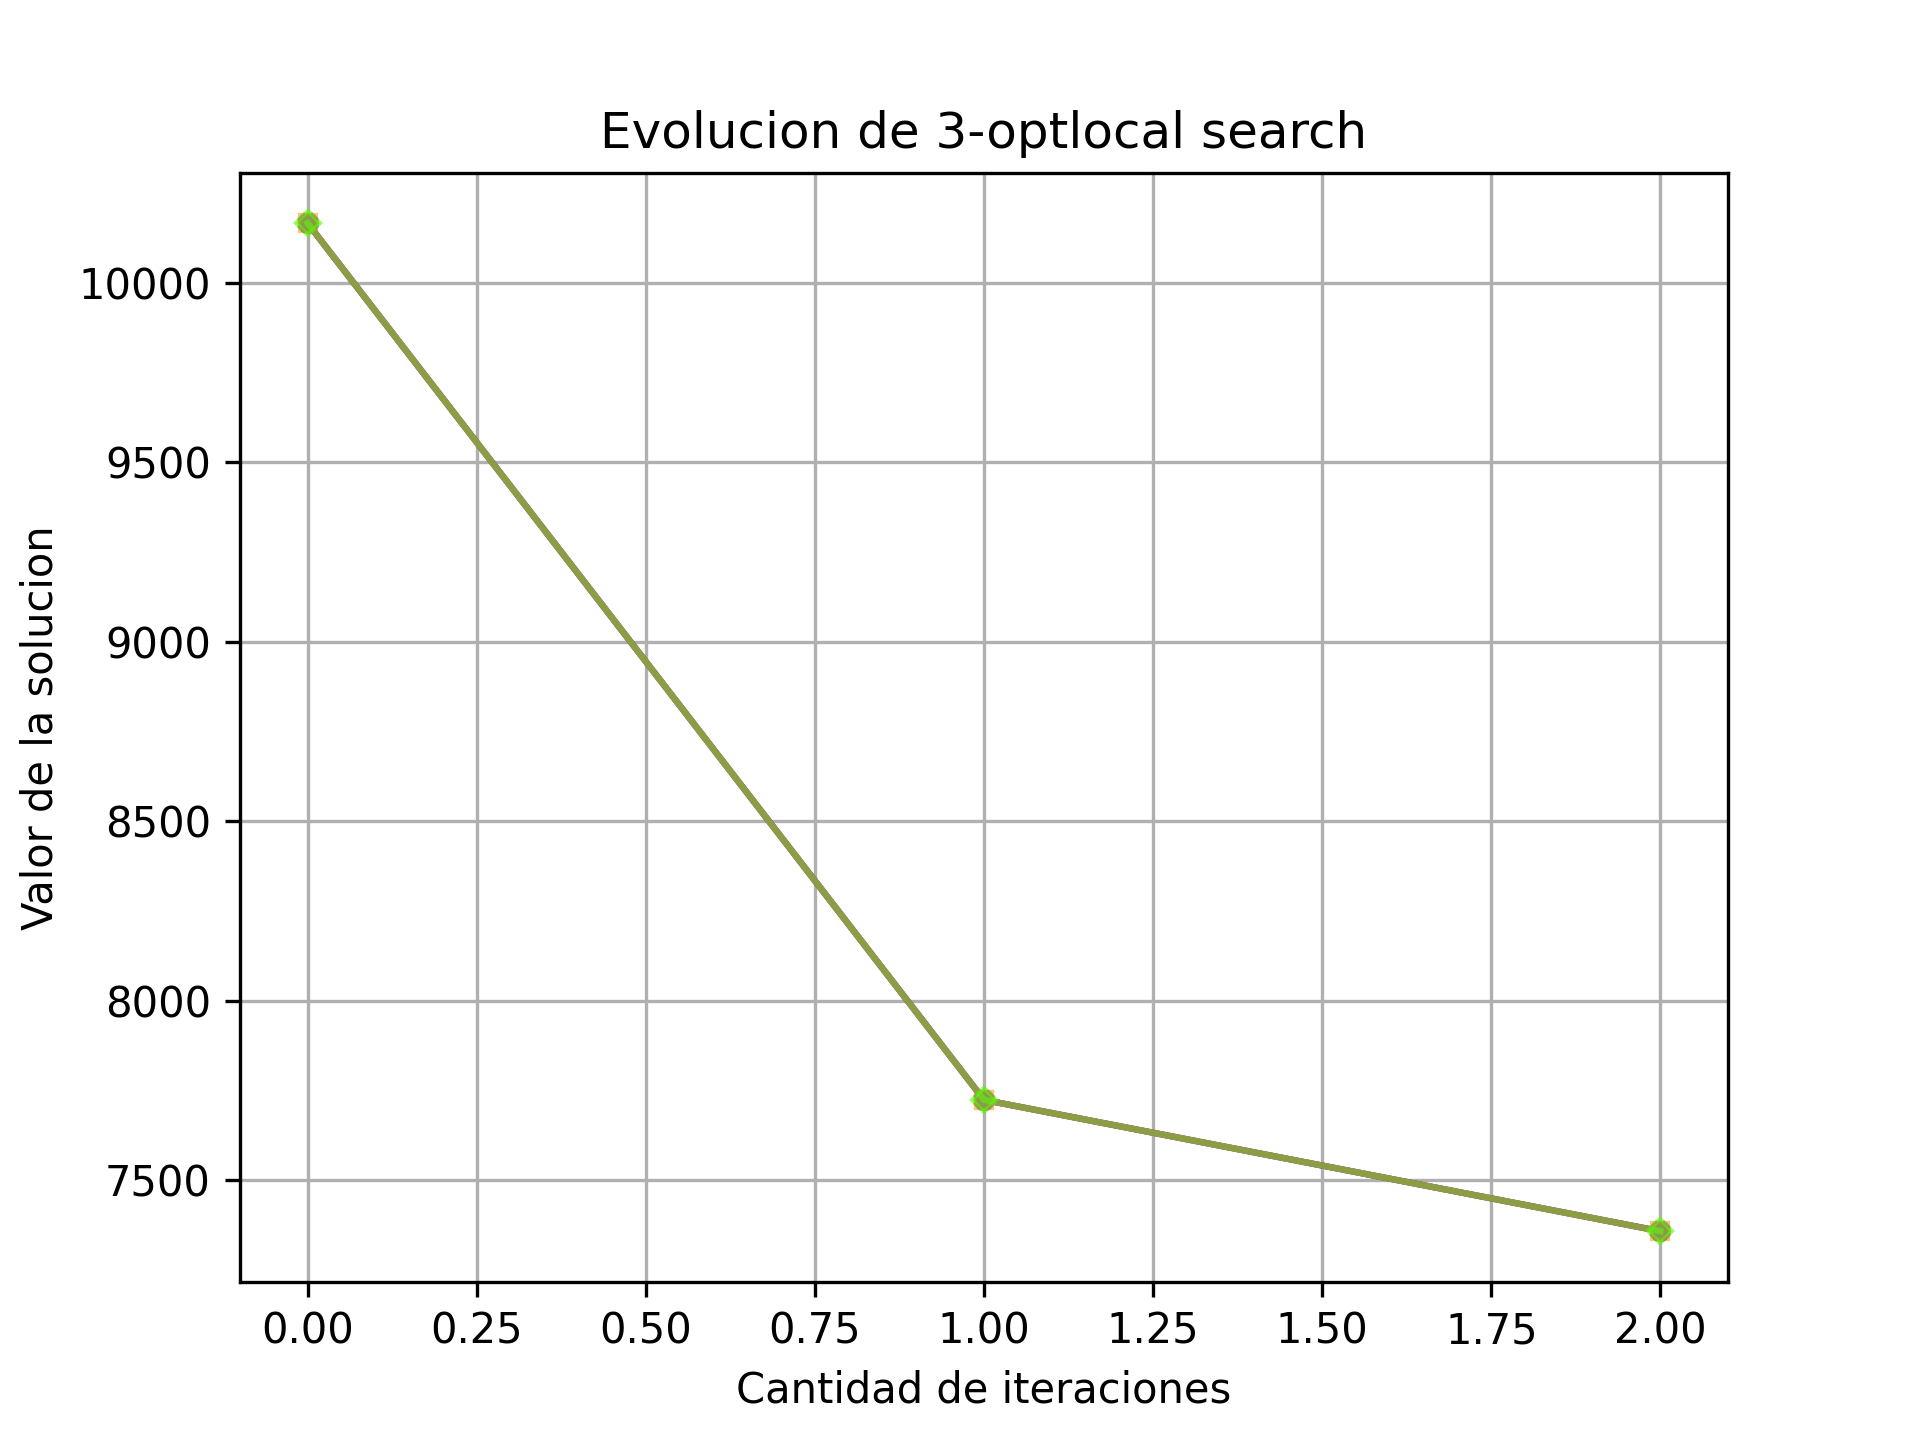 Evolucion de 3-optlocal search
Valor de la solucion
10000
9500
9000
8500
8000
7500
0.00 0.25 0.50 0.75 1.00 1.25 1.50 1.75 2.00
Cantidad de iteraciones